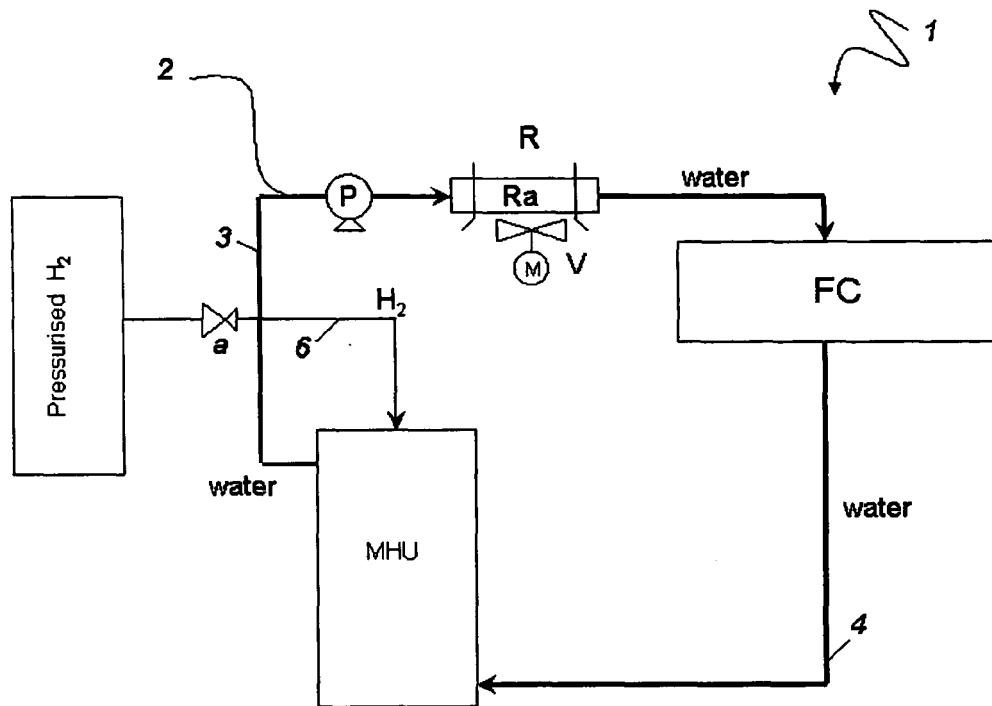 1
2
R
P
Ra
water
3
M
V
Pressurised H₂
FC
H₂
a
6
water
MHU
water
4